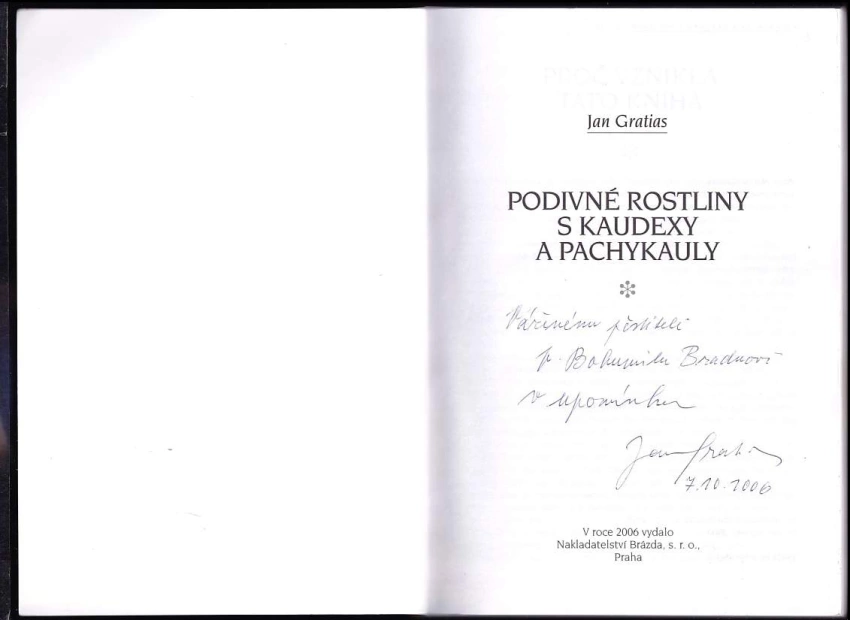 Jan Gratias
PODIVNÉ ROSTLINY
S KAUDEXY
A PACHYKAULY
Váženému pěstiteli
p. Bohumilu Bradnovi
v upomínku
Jan Gratias
7.10.2006
V roce 2006 vydalo
Nakladatelství Brázda, s. r. o.,
Praha